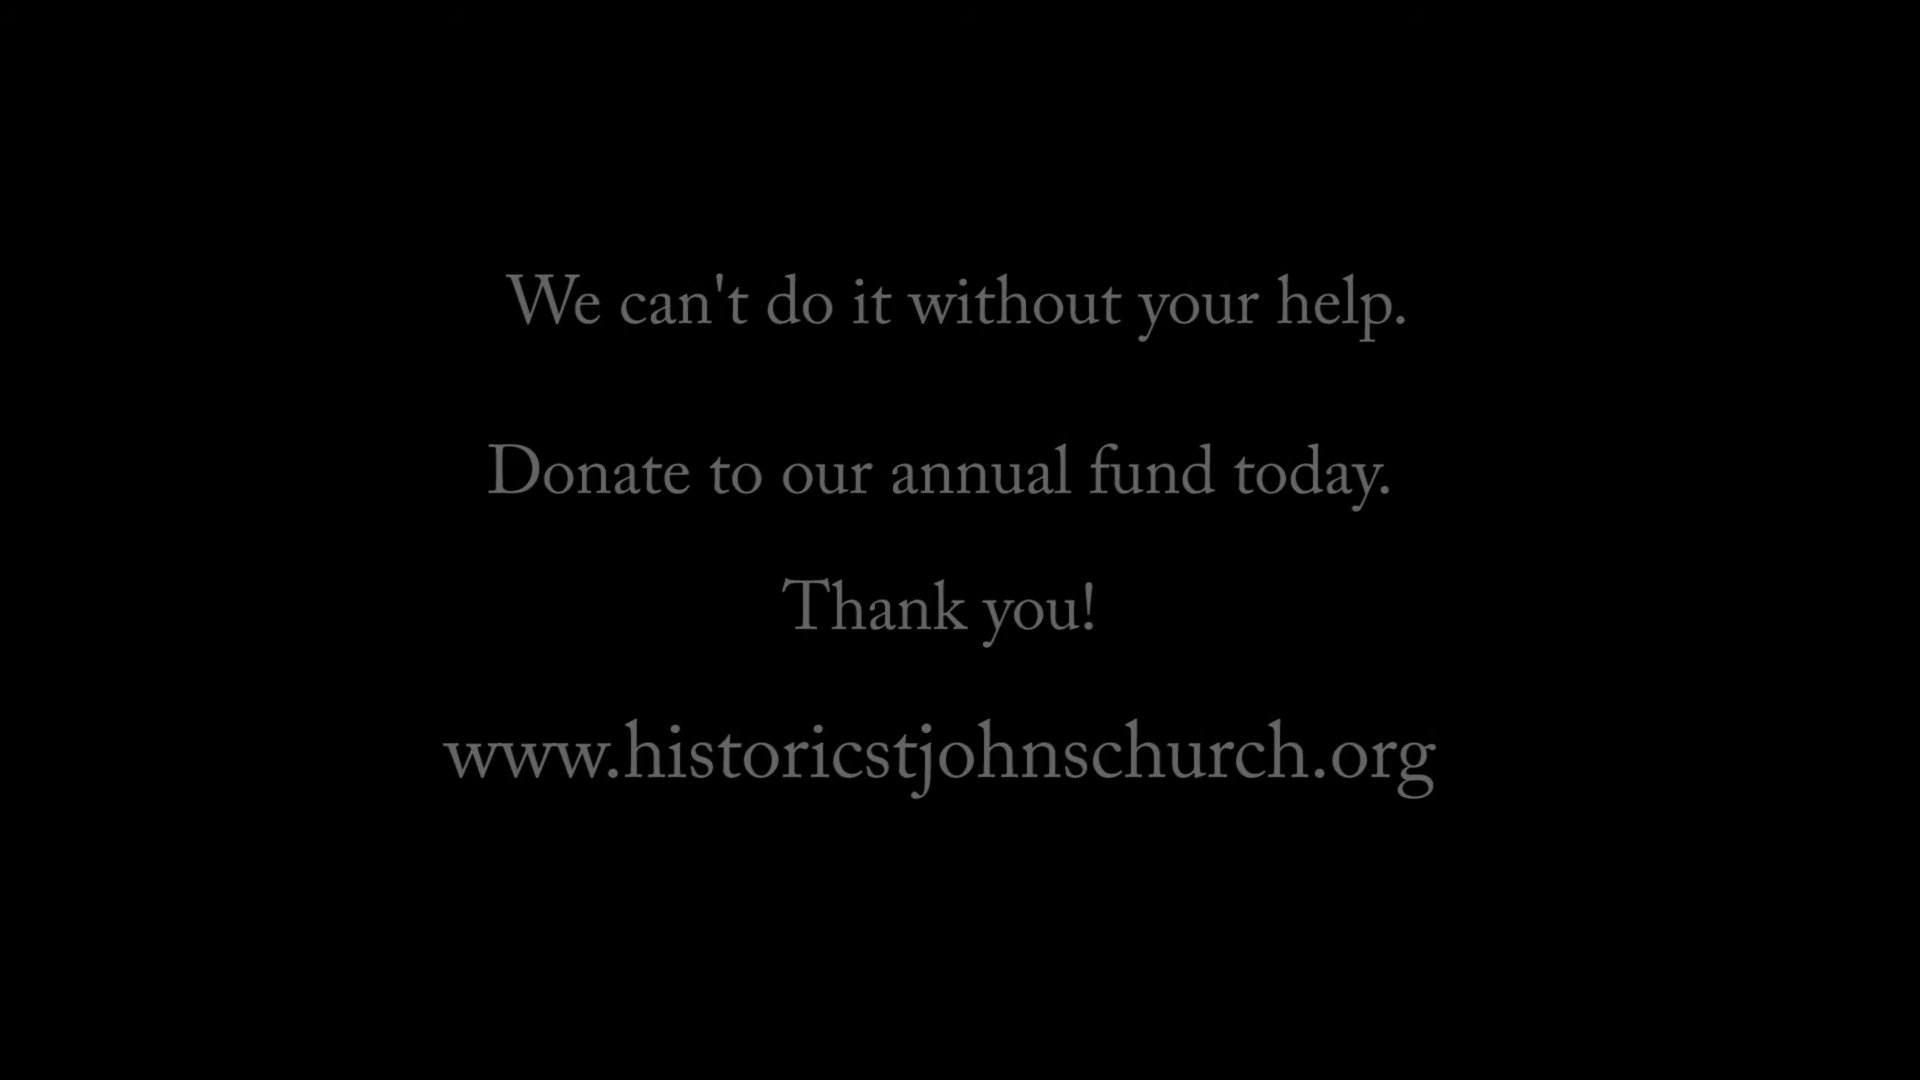 We can't do it without your help.
Donate to our annual fund today.
Thank you!
www.historicstjohnschurch.org